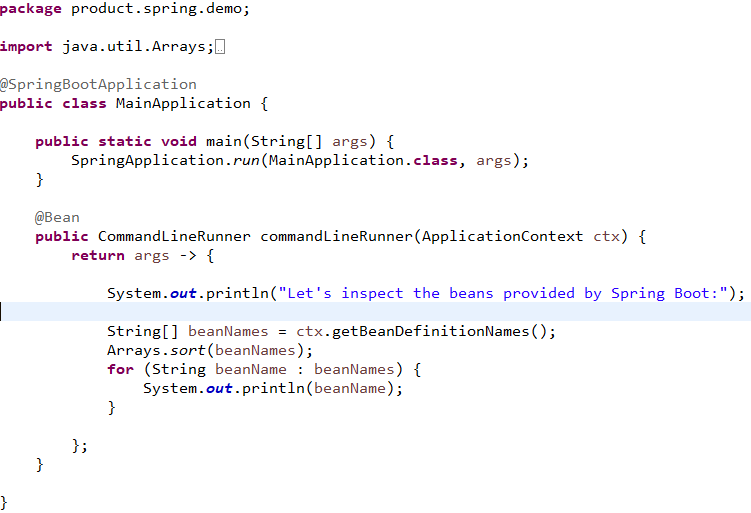 package product.spring.demo;
import java.util.Arrays;
@SpringBootApplication
public class MainApplication {
public static void main(String[] args) {
SpringApplication.run(MainApplication.class, args);
}
@Bean
public CommandLineRunner commandLineRunner(ApplicationContext ctx) {
return args -> {
System.out.println("Let's inspect the beans provided by Spring Boot:");
String[] beanNames = ctx.getBeanDefinitionNames();
Arrays.sort(beanNames);
for (String beanName : beanNames) {
System.out.println(beanName);
}
};
}
}